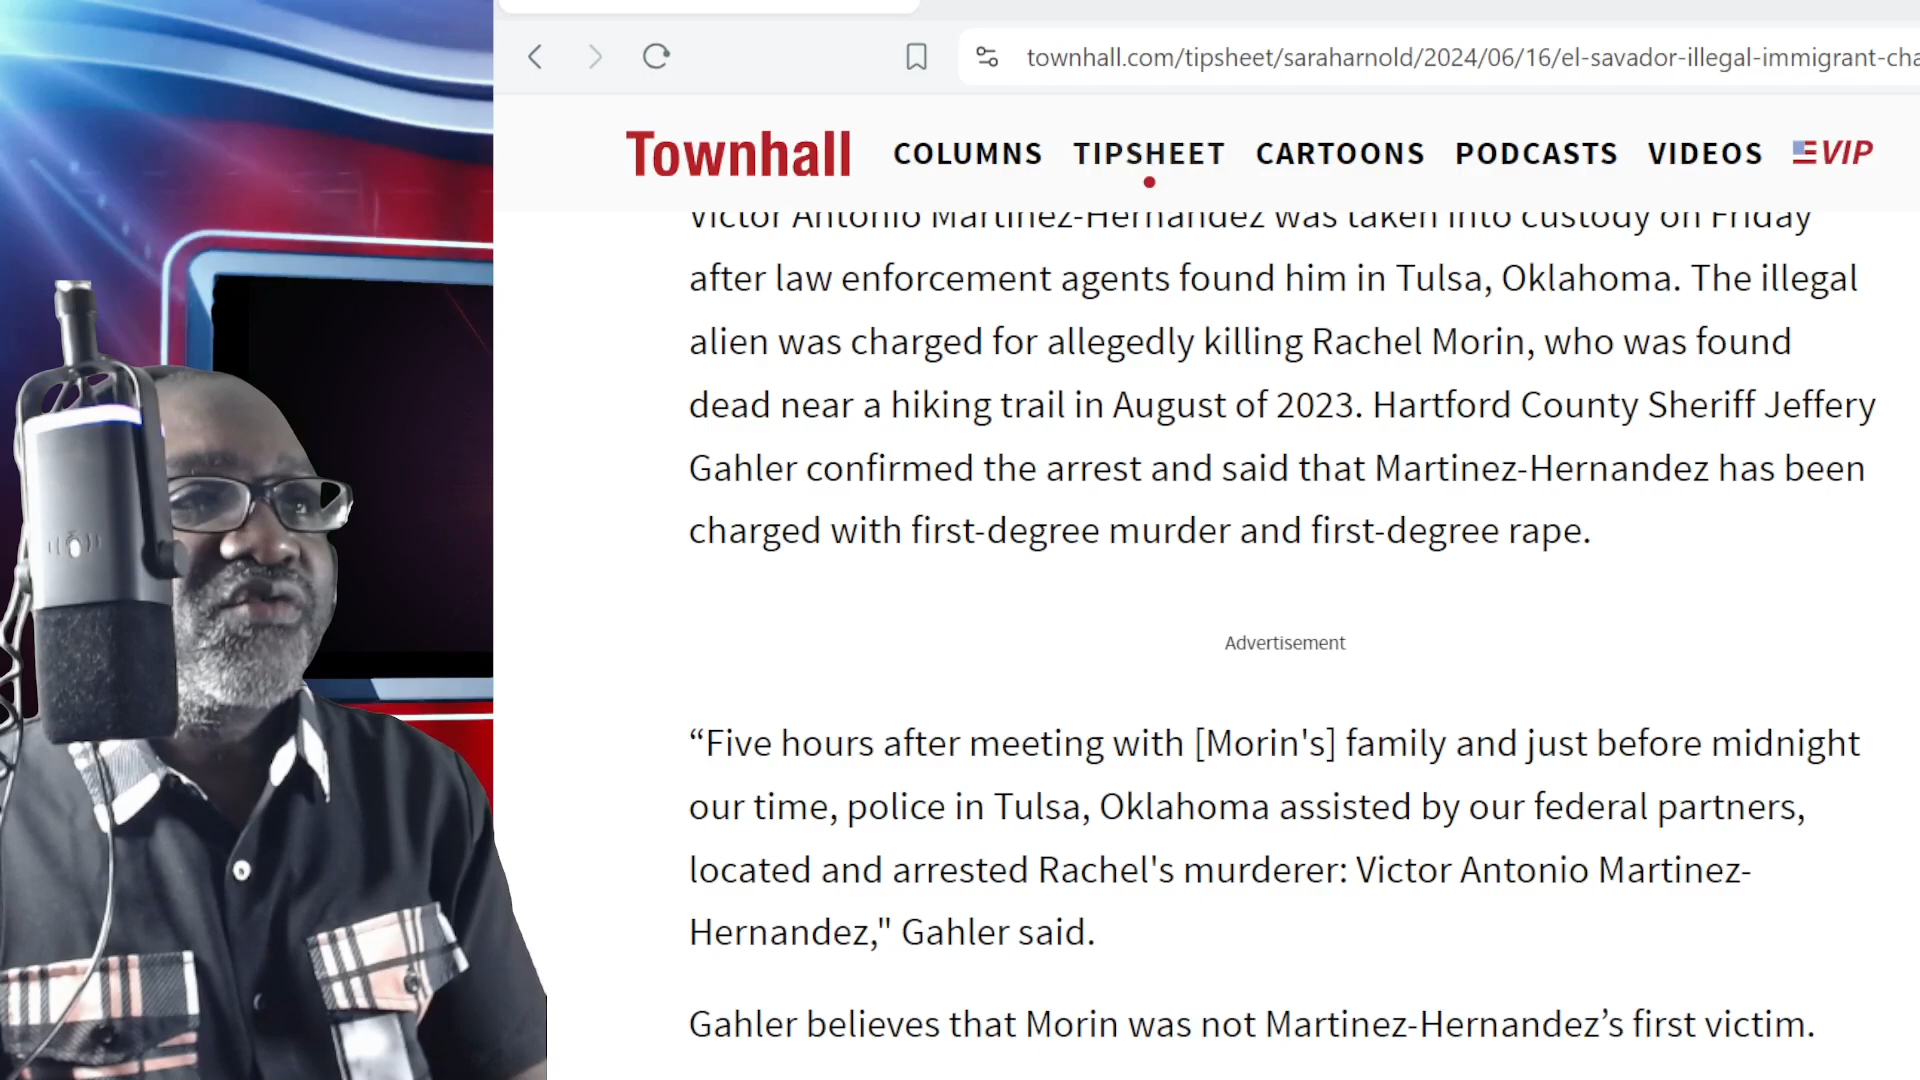 townhall.com/tipsheet/saraharnold/2024/06/16/el-savador-illegal-immigrant-cha
Townhall COLUMNS TIPSHEET CARTOONS PODCASTS VIDEOS VIP
Victor Antonio Martinez-Hernandez was taken into custody on Friday
after law enforcement agents found him in Tulsa, Oklahoma. The illegal
alien was charged for allegedly killing Rachel Morin, who was found
dead near a hiking trail in August of 2023. Hartford County Sheriff Jeffery
Gahler confirmed the arrest and said that Martinez-Hernandez has been
charged with first-degree murder and first-degree rape.
Advertisement
“Five hours after meeting with [Morin's] family and just before midnight
our time, police in Tulsa, Oklahoma assisted by our federal partners,
located and arrested Rachel's murderer: Victor Antonio Martinez-
Hernandez," Gahler said.
Gahler believes that Morin was not Martinez-Hernandez’s first victim.